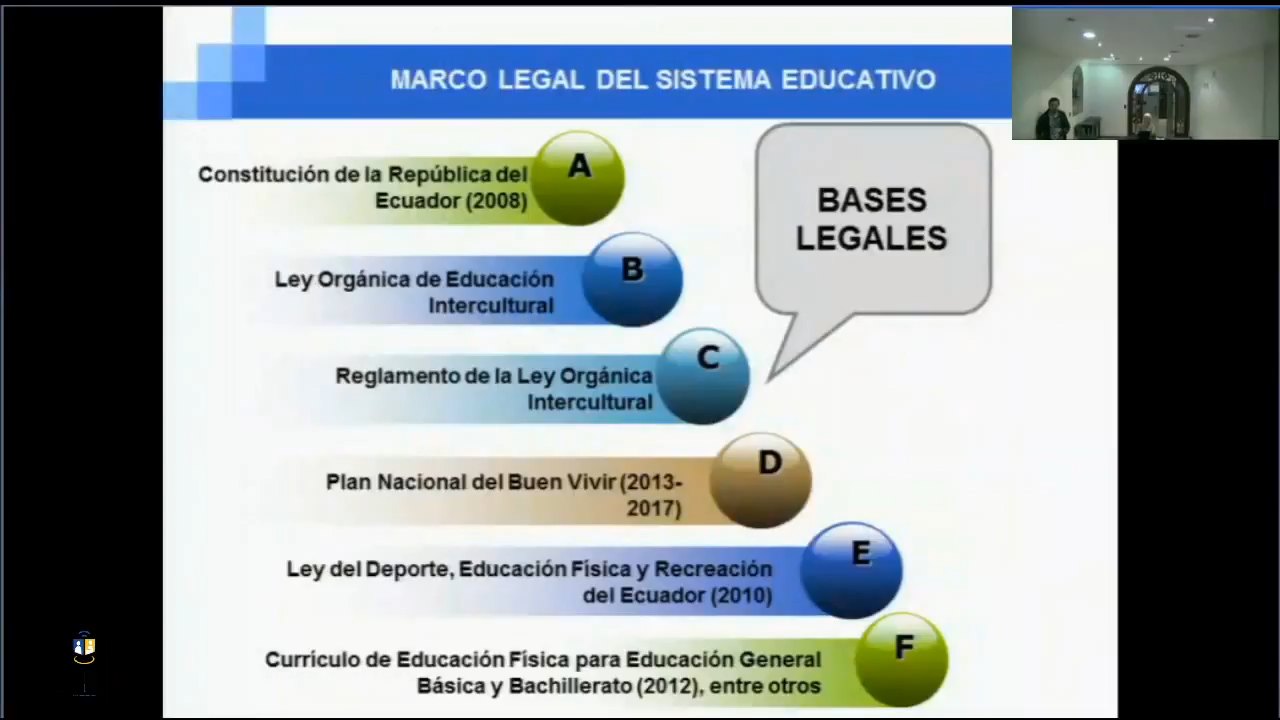 MARCO LEGAL DEL SISTEMA EDUCATIVO
BASES
LEGALES
A
Constitución de la República del
Ecuador (2008)
B
Ley Orgánica de Educación
Intercultural
C
Reglamento de la Ley Orgánica
Intercultural
D
Plan Nacional del Buen Vivir (2013-
2017)
E
Ley del Deporte, Educación Física y Recreación
del Ecuador (2010)
F
Currículo de Educación Física para Educación General
Básica y Bachillerato (2012), entre otros